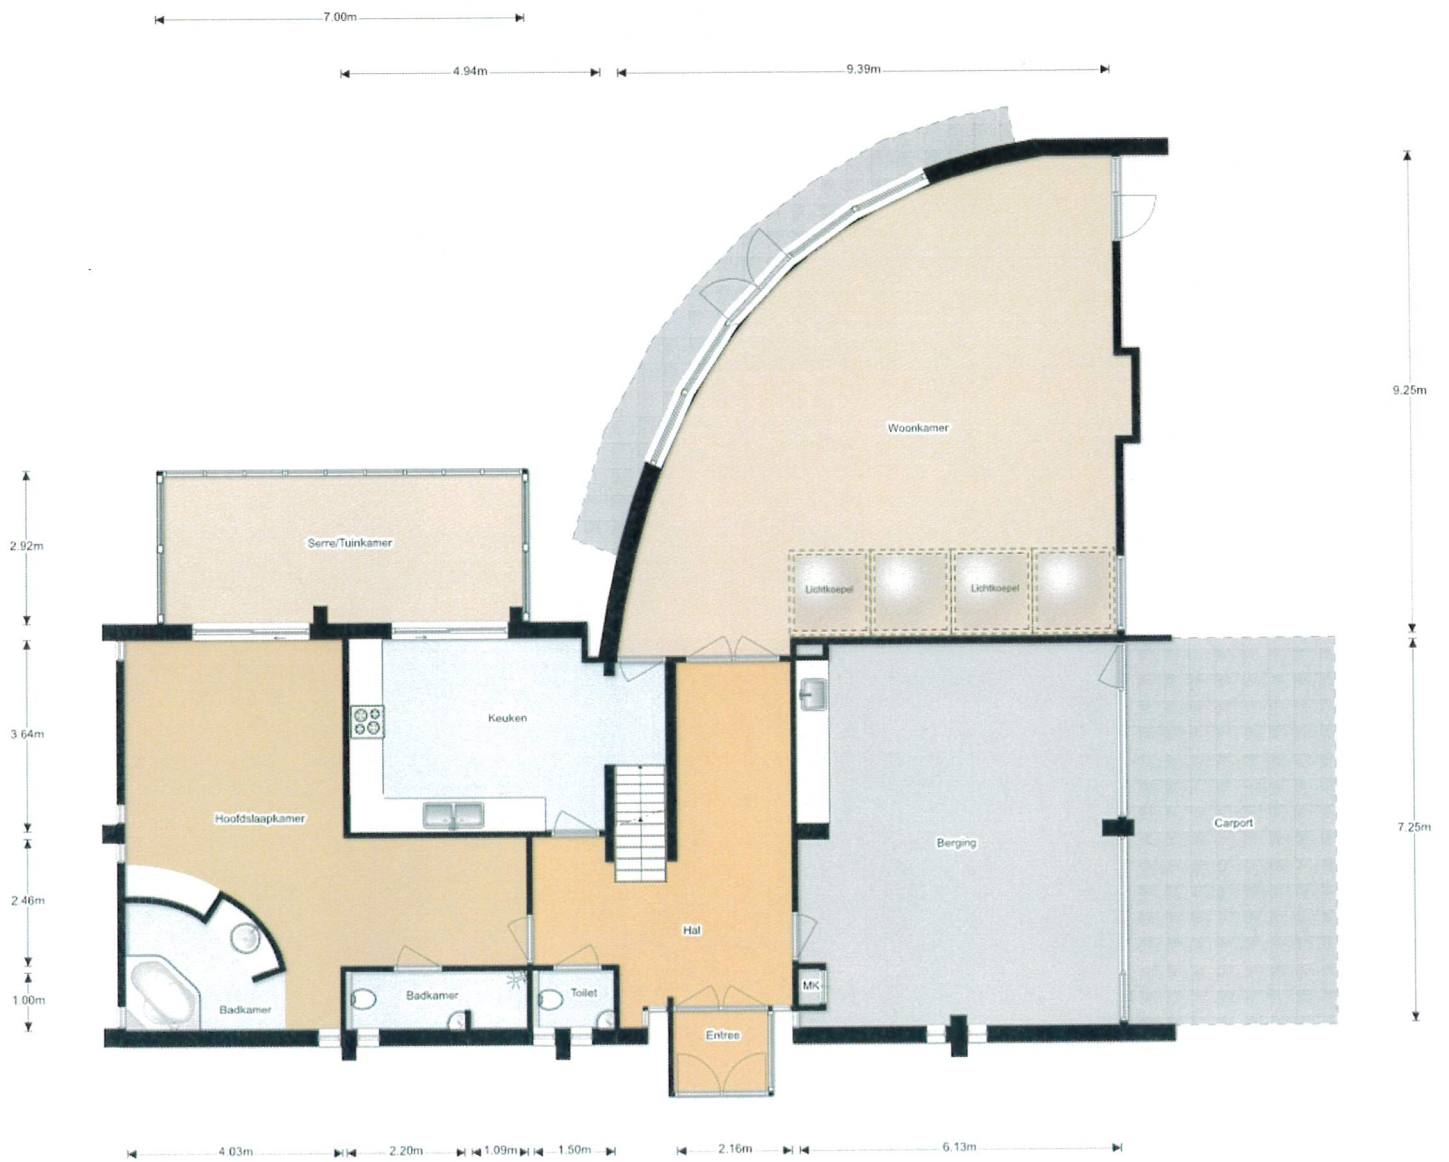 7.00m
4.94m
9.39m
9.25m
Woonkamer
2.92m
Serre/Tuinkamer
Lichtkoepel
Lichtkoepel
3.64m
Keuken
Hoofdslaapkamer
Berging
Carport
7.25m
2.46m
Hal
1.00m
Badkamer
Badkamer
Toilet
MK
Entree
4.03m
2.20m
1.09m
1.50m
2.16m
6.13m